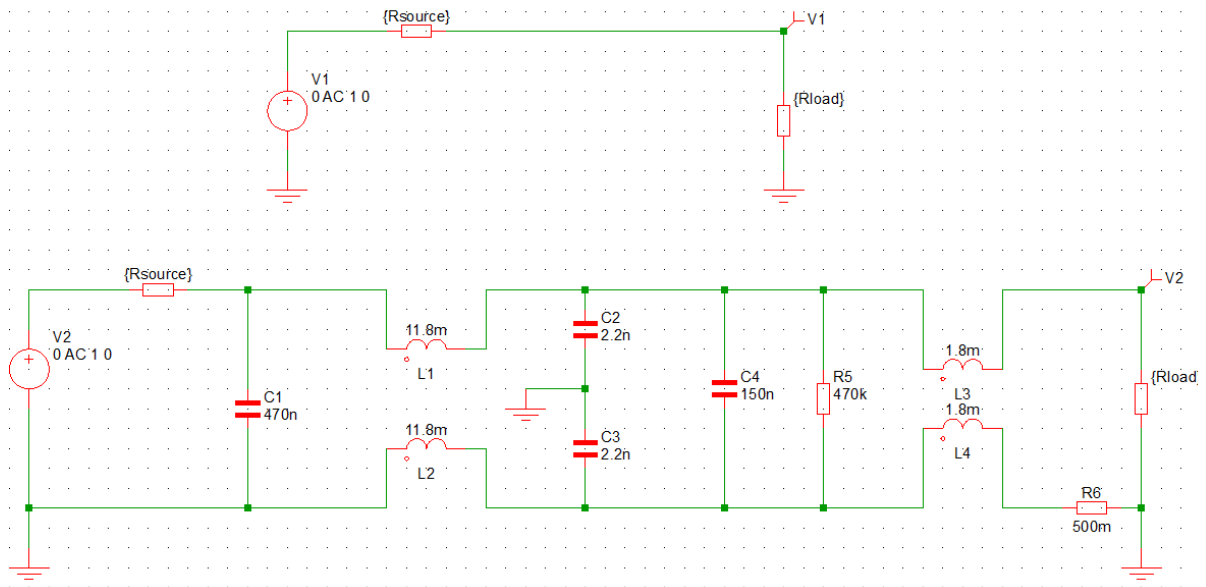 {Rsource}
V1
V1
0 AC 1 0
{Rload}
{Rsource}
V2
V2
0 AC 1 0
C1
470n
11.8m
L1
11.8m
L2
C2
2.2n
C3
2.2n
C4
150n
R5
470k
1.8m
L3
1.8m
L4
{Rload
R6
500m